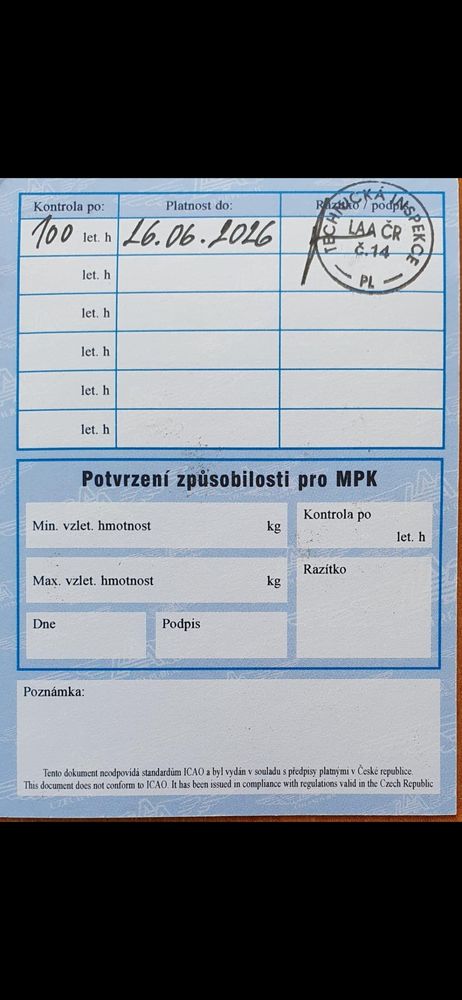 Kontrola po: Platnost do: Razítko / podpis
100 let. h 26.06.2026 TECHNICKÁ INSPEKCE LAA ČR č.14 PL
let. h
let. h
let. h
let. h
let. h
Potvrzení způsobilosti pro MPK
Min. vzlet. hmotnost kg
Kontrola po
let. h
Max. vzlet. hmotnost kg
Razítko
Dne Podpis
Poznámka:
Tento dokument neodpovídá standardům ICAO a byl vydán v souladu s předpisy platnými v České republice.
This document does not conform to ICAO. It has been issued in compliance with regulations valid in the Czech Republic